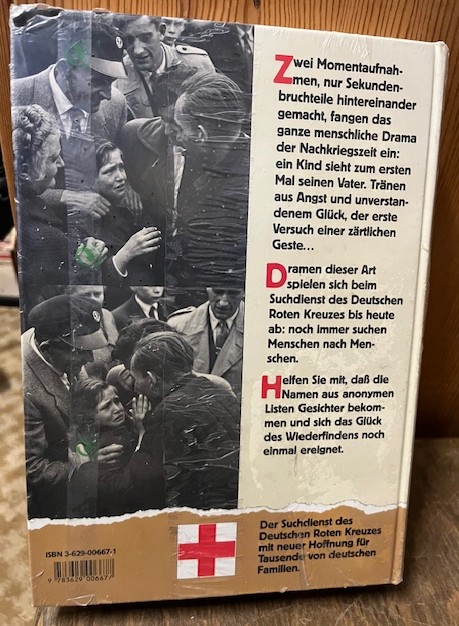 Zwei Momentaufnah-
men, nur Sekunden-
bruchteile hintereinander
gemacht, fangen das
ganze menschliche Drama
der Nachkriegszeit ein:
ein Kind sieht zum ersten
Mal seinen Vater. Tränen
aus Angst und unverstan-
denem Glück, der erste
Versuch einer zärtlichen
Geste...
Dramen dieser Art
spielen sich beim
Suchdienst des Deutschen
Roten Kreuzes bis heute
ab: noch immer suchen
Menschen nach Men-
schen.
Helfen Sie mit, daß die
Namen aus anonymen
Listen Gesichter bekom-
men und sich das Glück
des Wiederfindens noch
einmal ereignet.
Der Suchdienst des
Deutschen Roten Kreuzes
mit neuer Hoffnung für
Tausende von deutschen
Familien.
ISBN 3-629-00667-1
9 783629 006677